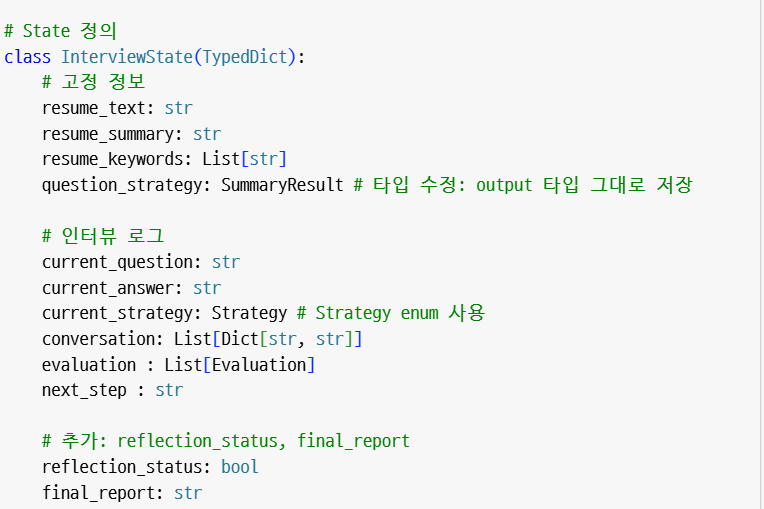 # State 정의
class InterviewState(TypedDict):
    # 고정 정보
    resume_text: str
    resume_summary: str
    resume_keywords: List[str]
    question_strategy: SummaryResult # 타입 수정: output 타입 그대로 저장

    # 인터뷰 로그
    current_question: str
    current_answer: str
    current_strategy: Strategy # Strategy enum 사용
    conversation: List[Dict[str, str]]
    evaluation : List[Evaluation]
    next_step : str

    # 추가: reflection_status, final_report
    reflection_status: bool
    final_report: str